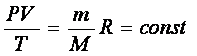 PV/T = m/M R = const